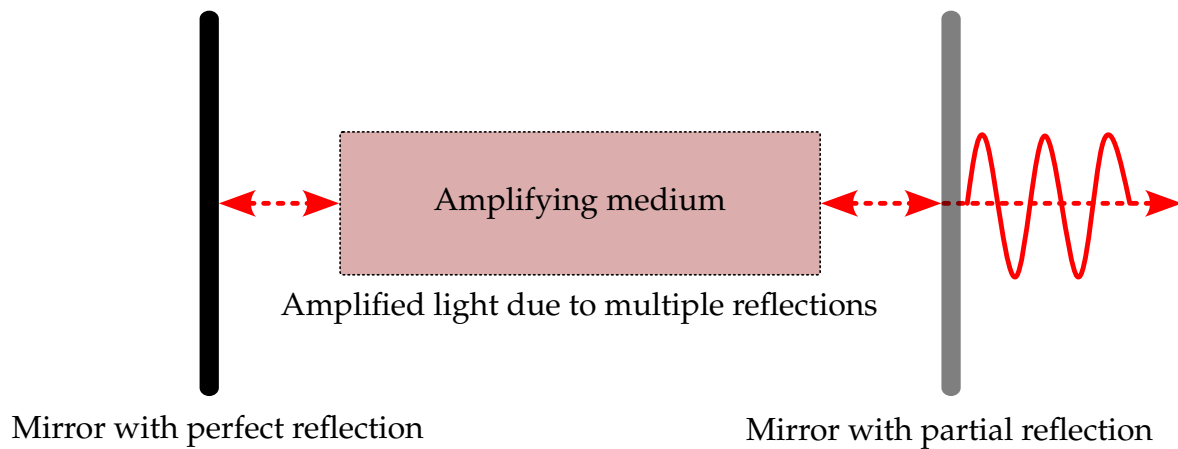 Amplifying medium
Amplified light due to multiple reflections
Mirror with perfect reflection
Mirror with partial reflection